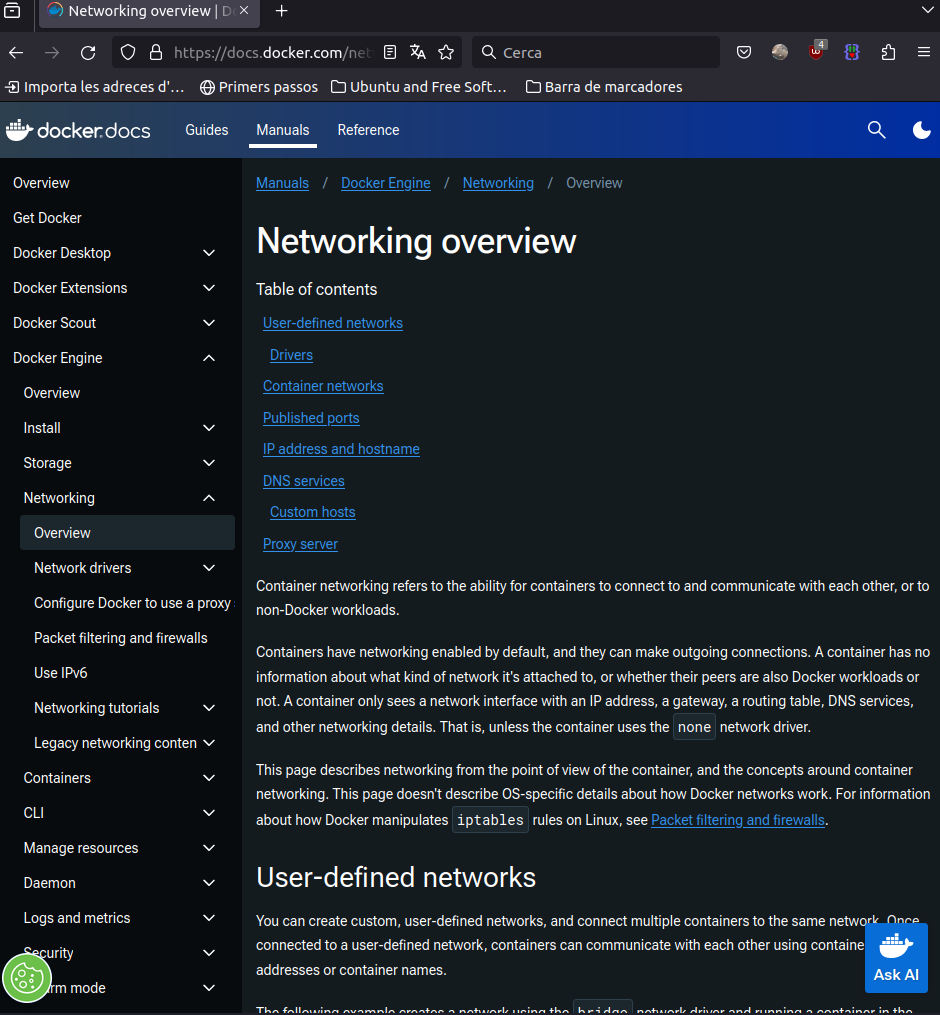 Networking overview | D
https://docs.docker.com/net
Cerca
4
Importa les adreces d'...
Primers passos
Ubuntu and Free Soft...
Barra de marcadores
docker.docs
Guides
Manuals
Reference
Overview
Get Docker
Docker Desktop
Docker Extensions
Docker Scout
Docker Engine
Overview
Install
Storage
Networking
Overview
Network drivers
Configure Docker to use a proxy
Packet filtering and firewalls
Use IPv6
Networking tutorials
Legacy networking conten
Containers
CLI
Manage resources
Daemon
Logs and metrics
Security
rm mode
Manuals / Docker Engine / Networking / Overview
Networking overview
Table of contents
User-defined networks
Drivers
Container networks
Published ports
IP address and hostname
DNS services
Custom hosts
Proxy server
Container networking refers to the ability for containers to connect to and communicate with each other, or to
non-Docker workloads.
Containers have networking enabled by default, and they can make outgoing connections. A container has no
information about what kind of network it's attached to, or whether their peers are also Docker workloads or
not. A container only sees a network interface with an IP address, a gateway, a routing table, DNS services,
and other networking details. That is, unless the container uses the none network driver.
This page describes networking from the point of view of the container, and the concepts around container
networking. This page doesn't describe OS-specific details about how Docker networks work. For information
about how Docker manipulates iptables rules on Linux, see Packet filtering and firewalls.
User-defined networks
You can create custom, user-defined networks, and connect multiple containers to the same network. Once
connected to a user-defined network, containers can communicate with each other using containe
addresses or container names.
The following example creates a network using the bridge network driver and running a container in the
Ask AI